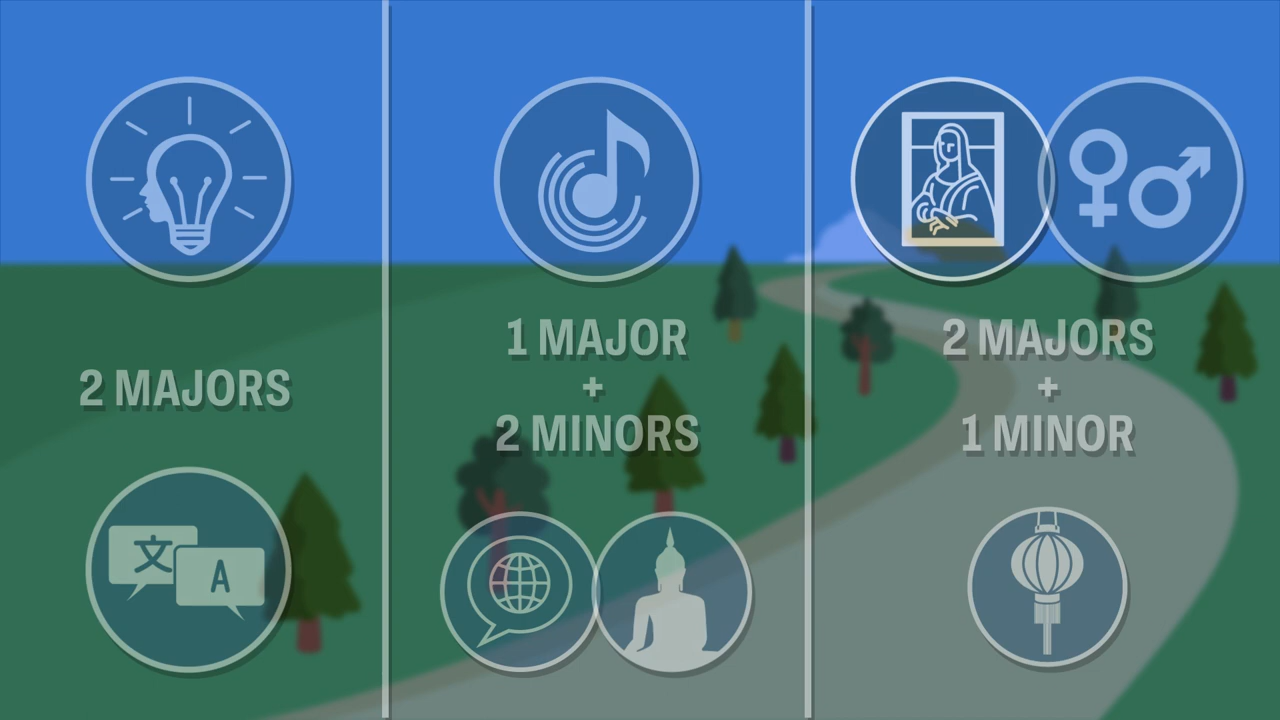 2 MAJORS
文
A
1 MAJOR
+
2 MINORS
2 MAJORS
+
1 MINOR